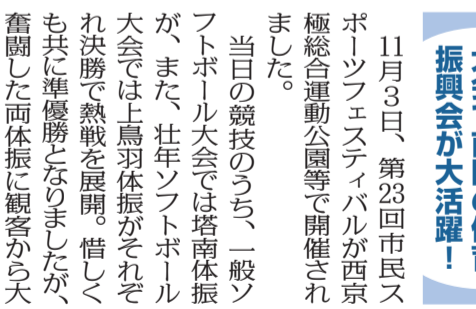 振興会が大活躍！
11月３日、第23回市民ス
ポーツフェスティバルが西京
極総合運動公園等で開催され
ました。
当日の競技のうち、一般ソ
フトボール大会では塔南体振
が、また、壮年ソフトボール
大会では上鳥羽体振がそれぞ
れ決勝で熱戦を展開。惜しく
も共に準優勝となりましたが、
奮闘した両体振に観客から大